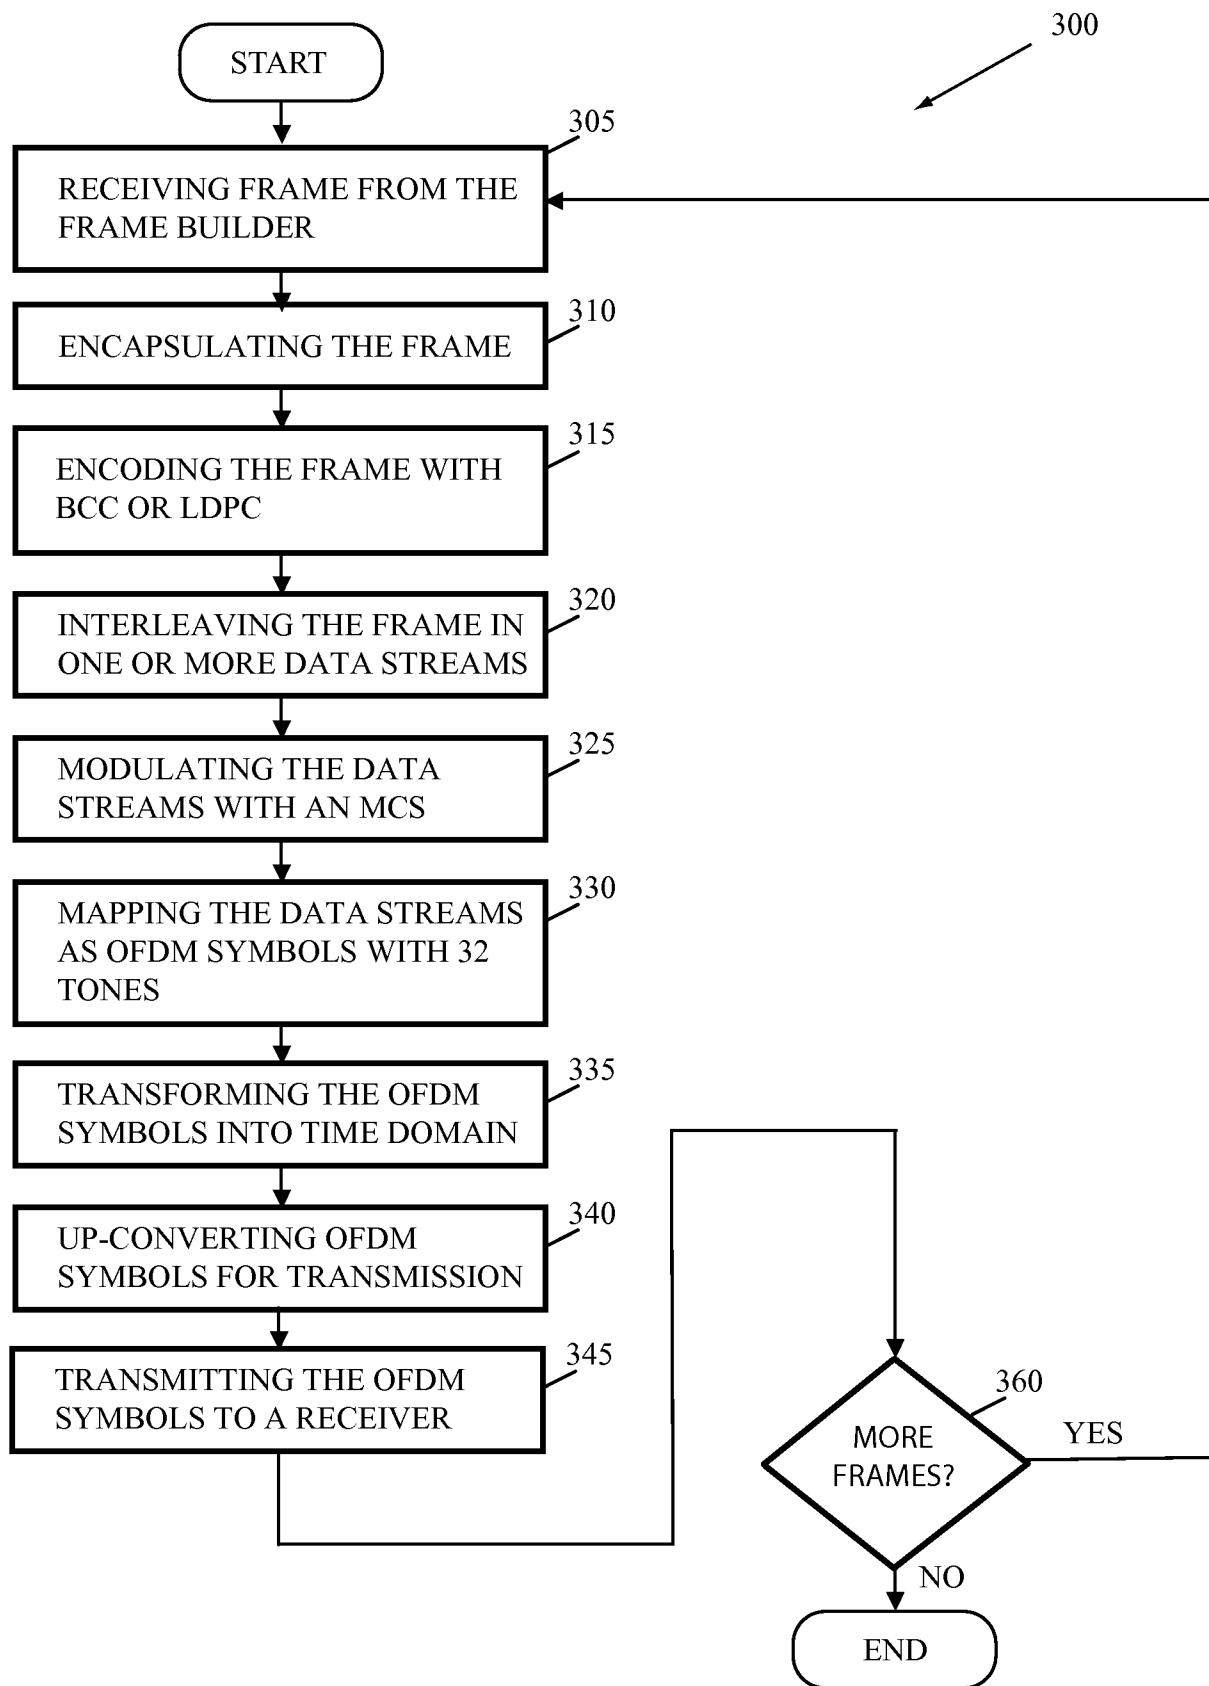 300
START
305
RECEIVING FRAME FROM THE
FRAME BUILDER
310
ENCAPSULATING THE FRAME
315
ENCODING THE FRAME WITH
BCC OR LDPC
320
INTERLEAVING THE FRAME IN
ONE OR MORE DATA STREAMS
325
MODULATING THE DATA
STREAMS WITH AN MCS
330
MAPPING THE DATA STREAMS
AS OFDM SYMBOLS WITH 32
TONES
335
TRANSFORMING THE OFDM
SYMBOLS INTO TIME DOMAIN
340
UP-CONVERTING OFDM
SYMBOLS FOR TRANSMISSION
345
TRANSMITTING THE OFDM
SYMBOLS TO A RECEIVER
360
MORE
FRAMES?
YES
NO
END